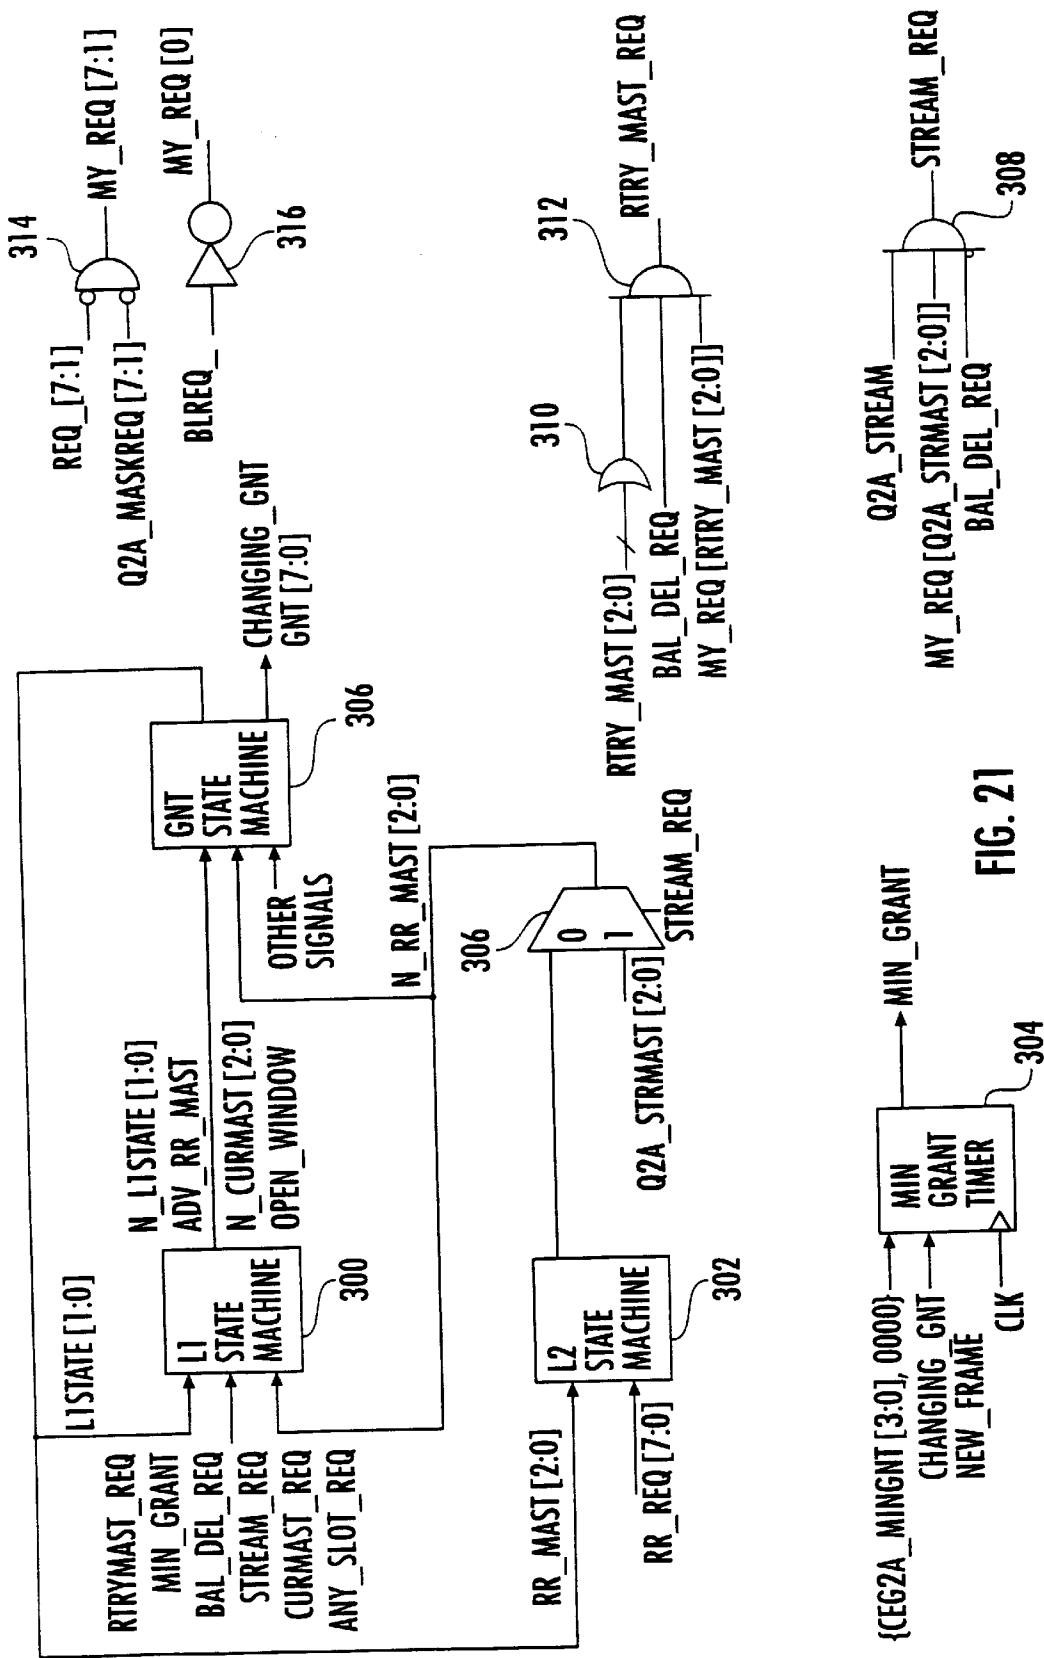 L1STATE [1:0]
RTRYMAST_REQ
MIN_GRANT
BAL_DEL_REQ
STREAM_REQ
CURMAST_REQ
ANY_SLOT_REQ
L1
STATE
MACHINE
300
N_L1STATE [1:0]
ADV_RR_MAST
N_CURMAST [2:0]
OPEN_WINDOW
OTHER
SIGNALS
GNT
STATE
MACHINE
306
CHANGING_GNT
GNT [7:0]
REQ_[7:1]
Q2A_MASKREQ [7:1]
314
MY_REQ [7:1]
BLREQ_
316
MY_REQ [0]
RR_MAST [2:0]
RR_REQ [7:0]
L2
STATE
MACHINE
302
N_RR_MAST [2:0]
306
0
1
Q2A_STRMAST [2:0]
STREAM_REQ
RTRY_MAST [2:0]
BAL_DEL_REQ
MY_REQ [RTRY_MAST [2:0]]
310
312
RTRY_MAST_REQ
{CEG2A_MINGNT [3:0], 0000}
CHANGING_GNT
NEW_FRAME
CLK
MIN
GRANT
TIMER
304
MIN_GRANT
Q2A_STREAM
MY_REQ [Q2A_STRMAST [2:0]]
BAL_DEL_REQ
STREAM_REQ
308
FIG. 21